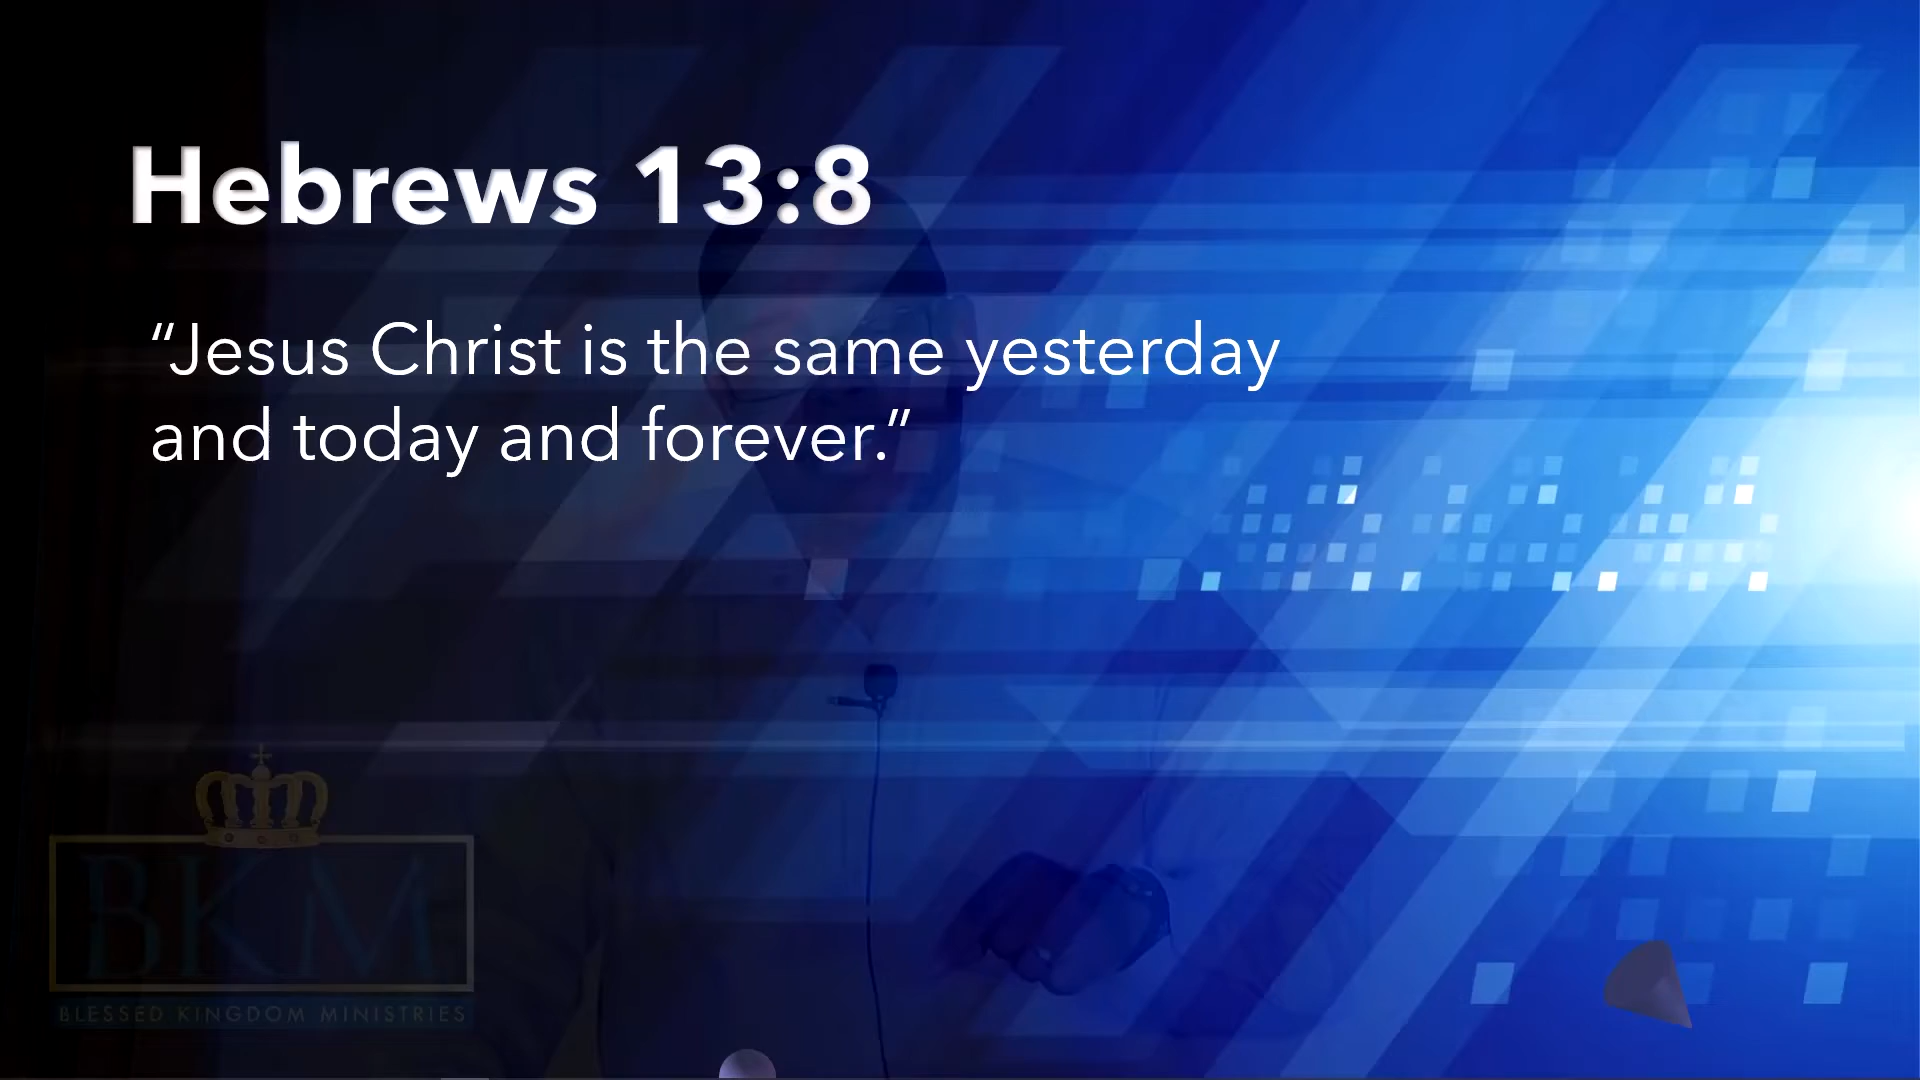 Hebrews 13:8
“Jesus Christ is the same yesterday
and today and forever.”
BKM
BLESSED KINGDOM MINISTRIES